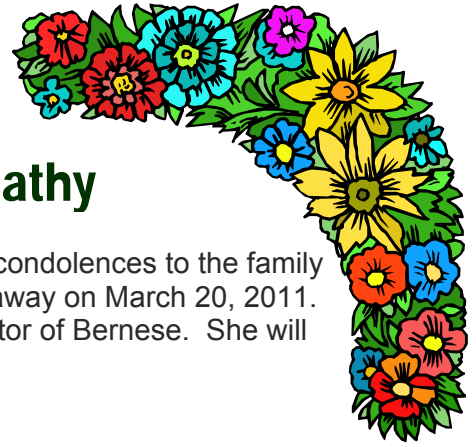 athy
condolences to the family
away on March 20, 2011.
tor of Bernese.  She will